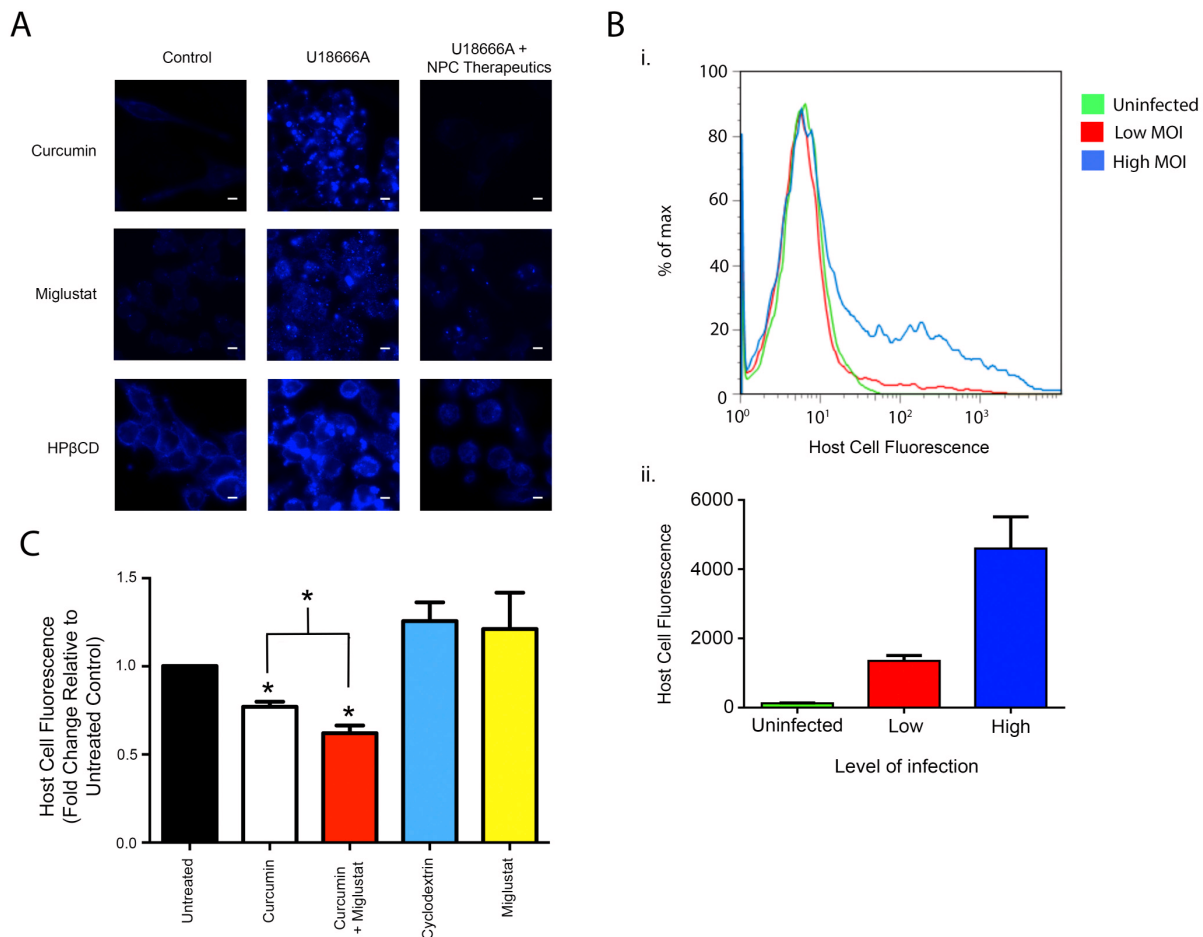 A
Control
U18666A
U18666A +
NPC Therapeutics
Curcumin
Miglustat
HPβCD
B
i.
100
80
60
40
20
0
% of max
10⁰
10¹
10²
10³
Host Cell Fluorescence
Uninfected
Low MOI
High MOI
ii.
6000
4000
2000
0
Host Cell Fluorescence
Uninfected
Low
High
Level of infection
C
1.5
1.0
0.5
0.0
Host Cell Fluorescence
(Fold Change Relative to
Untreated Control)
*
*
*
Untreated
Curcumin
Curcumin
+ Miglustat
Cyclodextrin
Miglustat